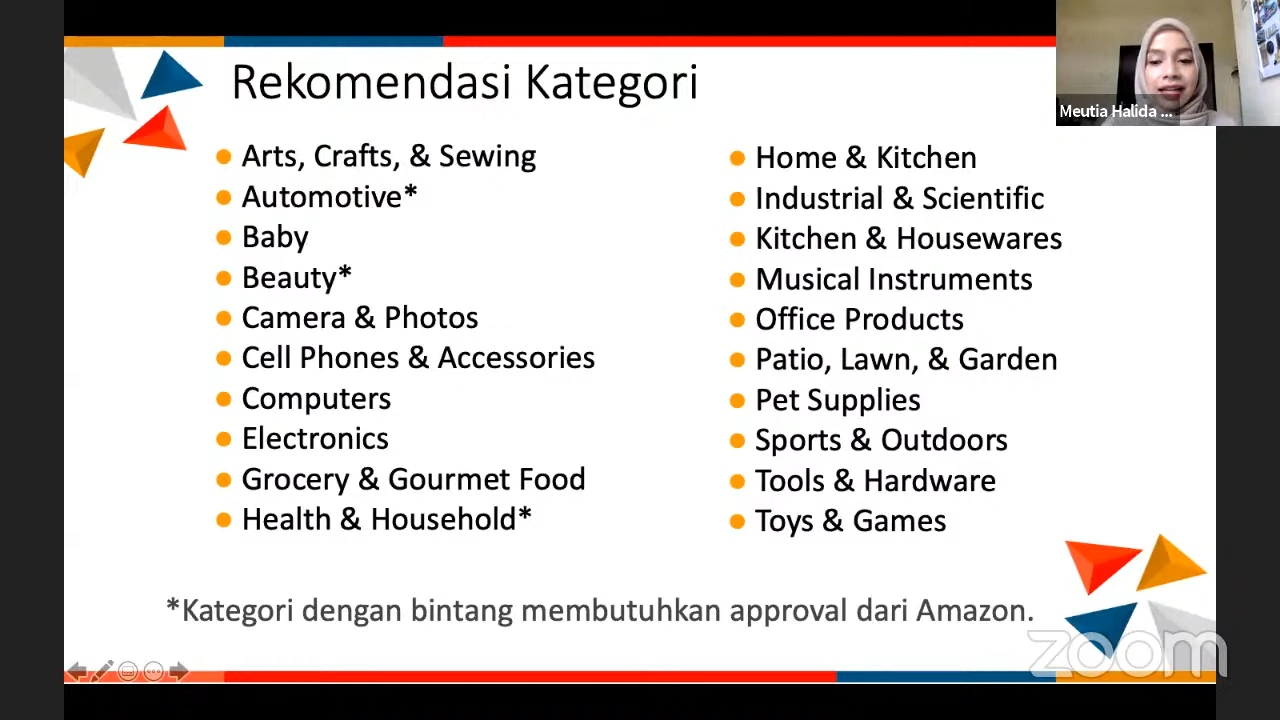 Rekomendasi Kategori
Arts, Crafts, & Sewing
Automotive*
Baby
Beauty*
Camera & Photos
Cell Phones & Accessories
Computers
Electronics
Grocery & Gourmet Food
Health & Household*
Home & Kitchen
Industrial & Scientific
Kitchen & Housewares
Musical Instruments
Office Products
Patio, Lawn, & Garden
Pet Supplies
Sports & Outdoors
Tools & Hardware
Toys & Games
*Kategori dengan bintang membutuhkan approval dari Amazon.
Meutia Halida ...
zoom